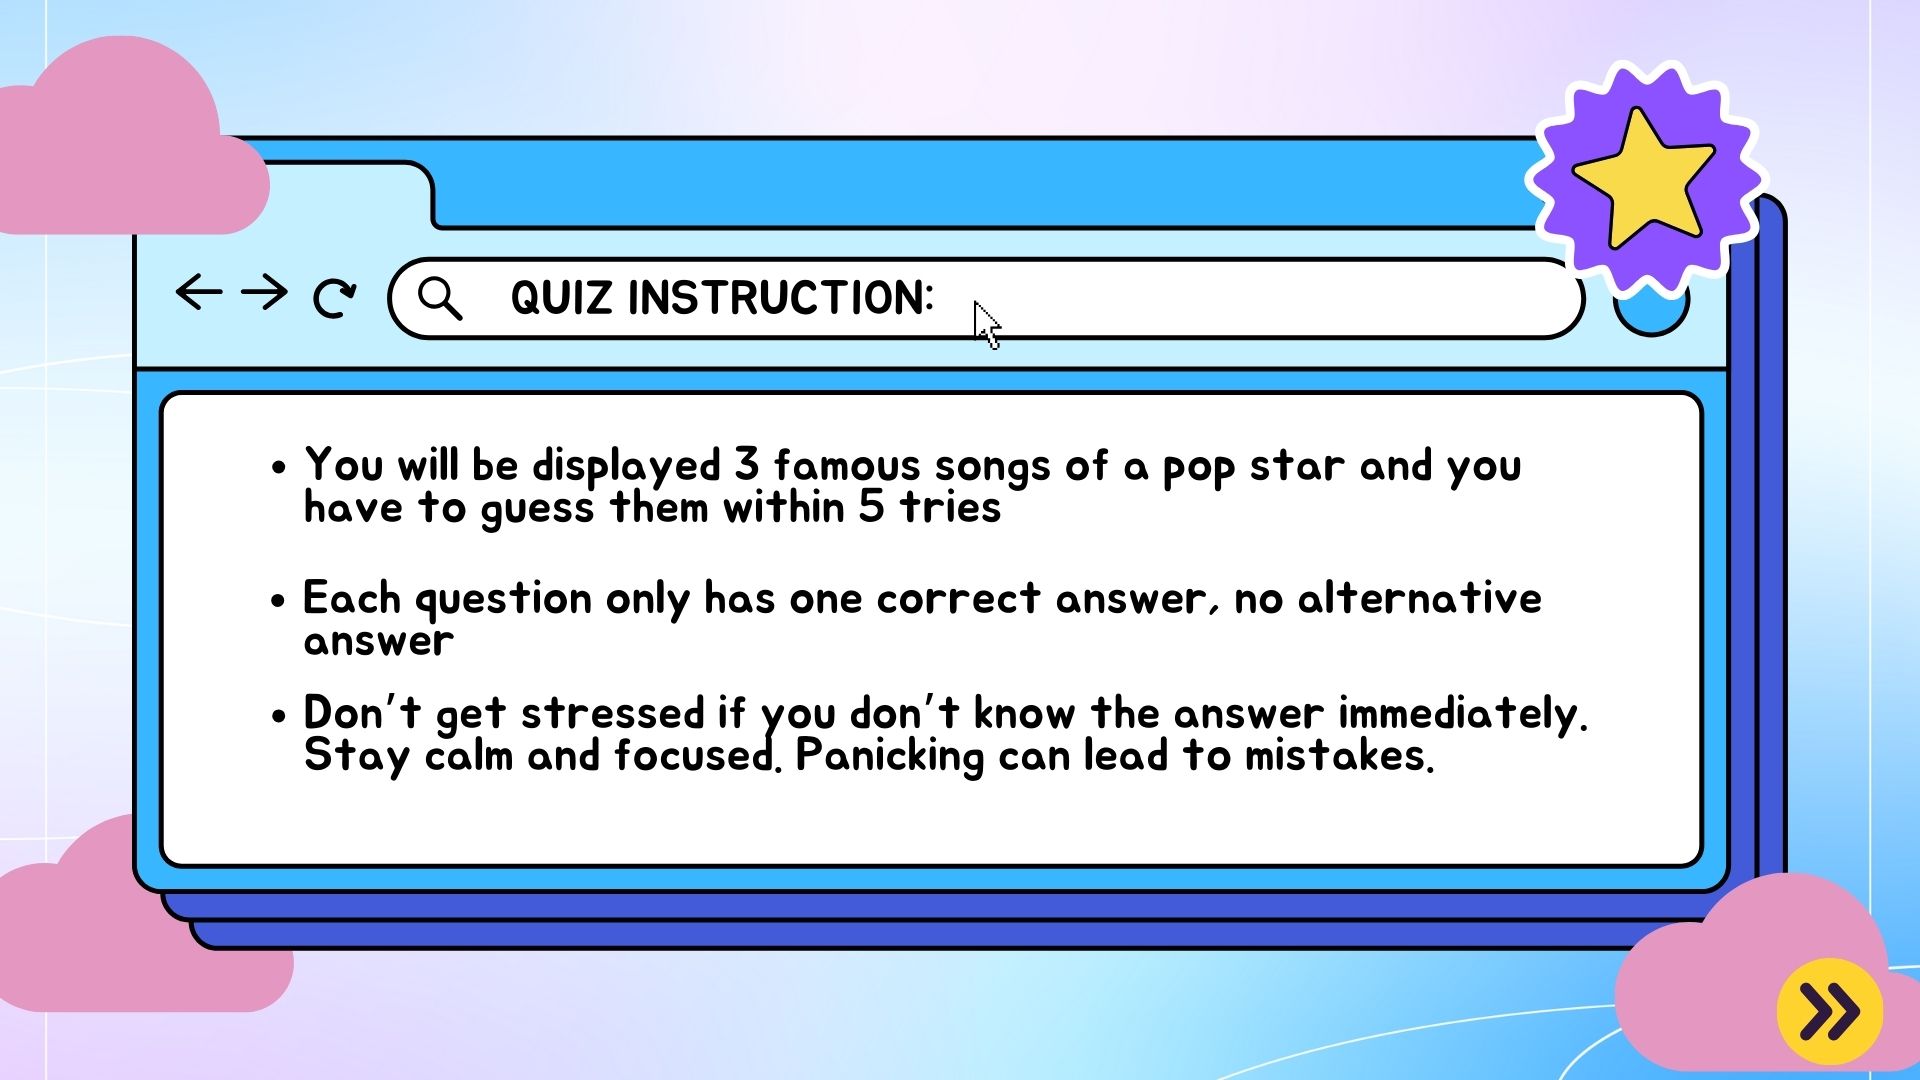 QUIZ INSTRUCTION:
• You will be displayed 3 famous songs of a pop star and you
have to guess them within 5 tries
• Each question only has one correct answer, no alternative
answer
• Don't get stressed if you don't know the answer immediately.
Stay calm and focused. Panicking can lead to mistakes.